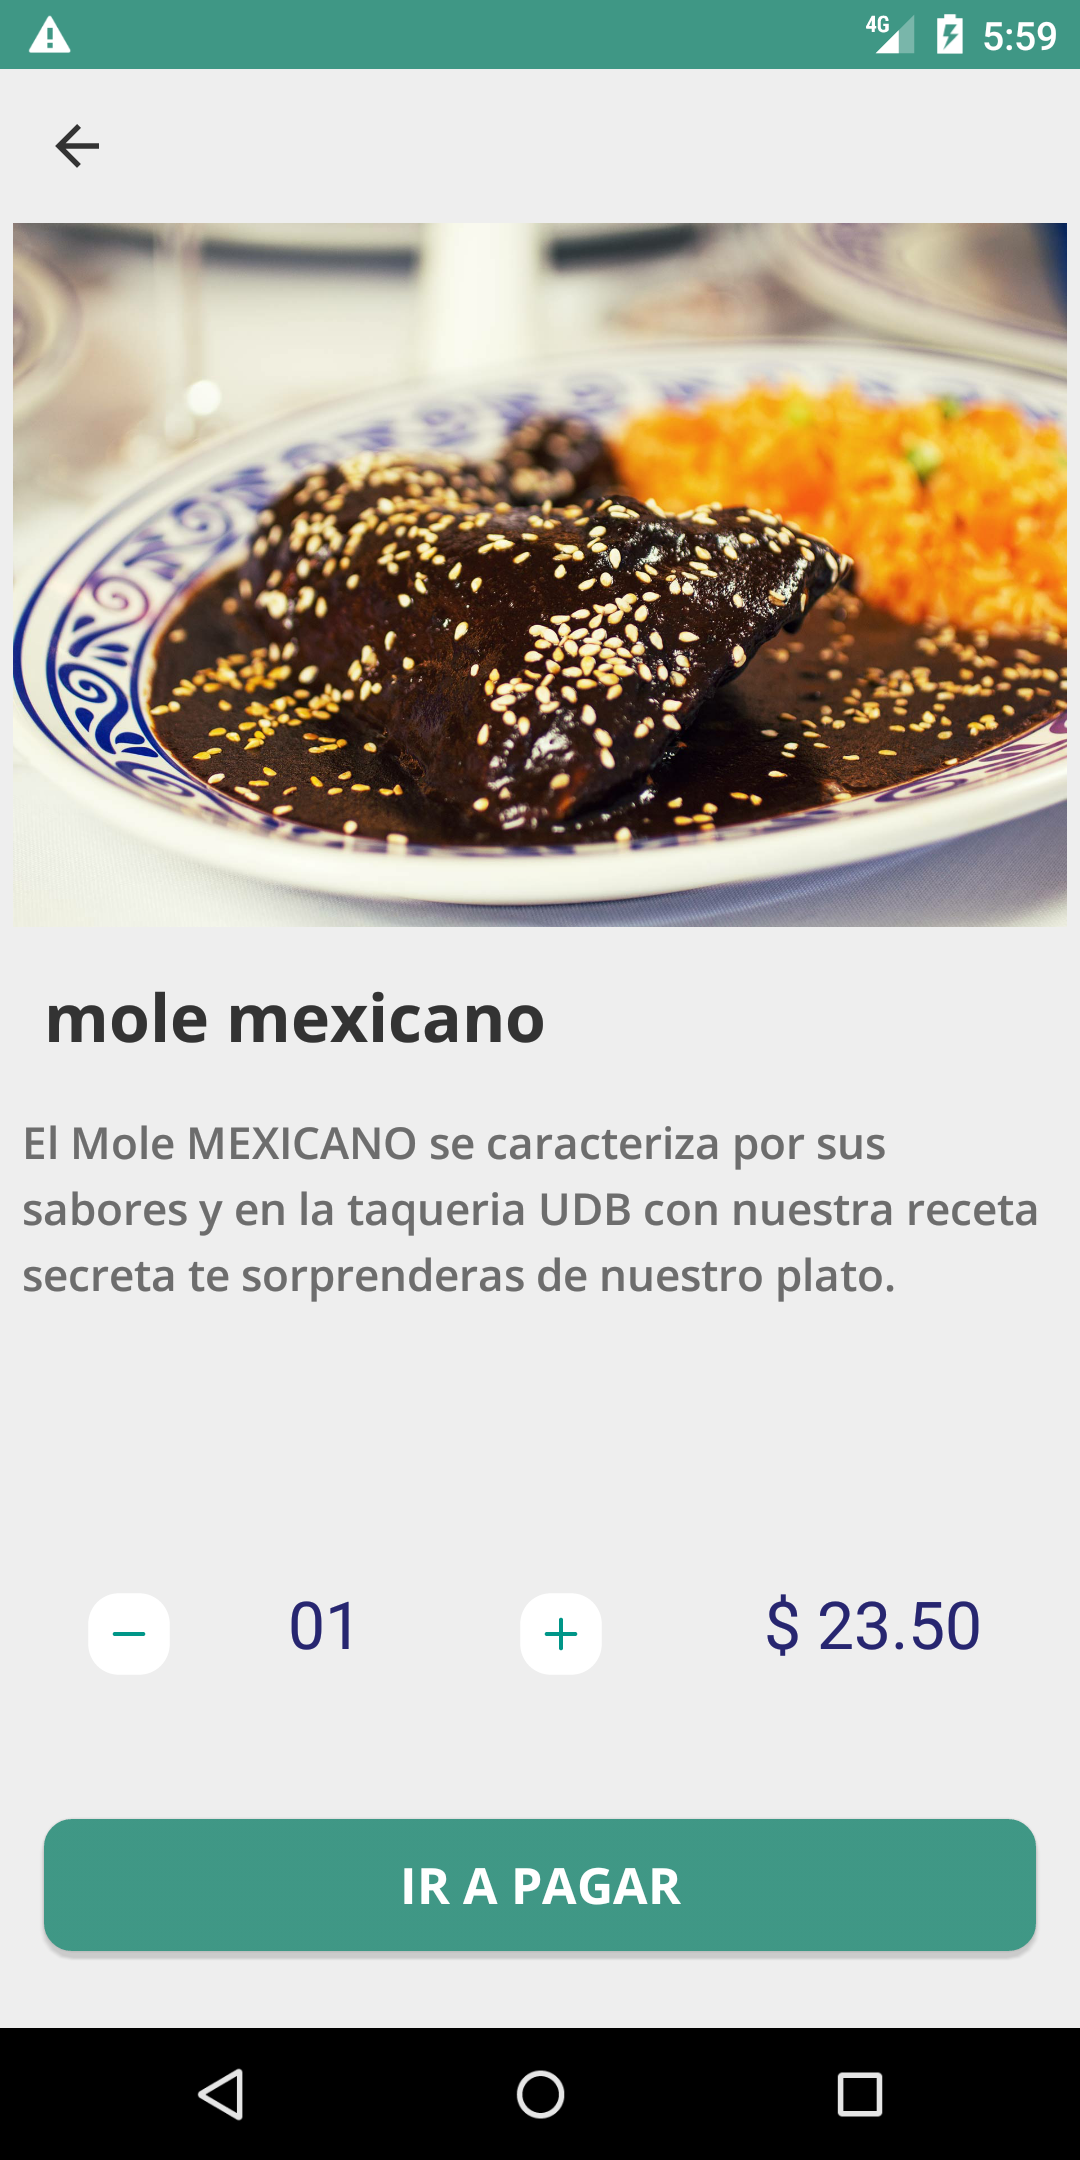 4G 5:59
mole mexicano
El Mole MEXICANO se caracteriza por sus
sabores y en la taqueria UDB con nuestra receta
secreta te sorprenderas de nuestro plato.
01 $ 23.50
IR A PAGAR